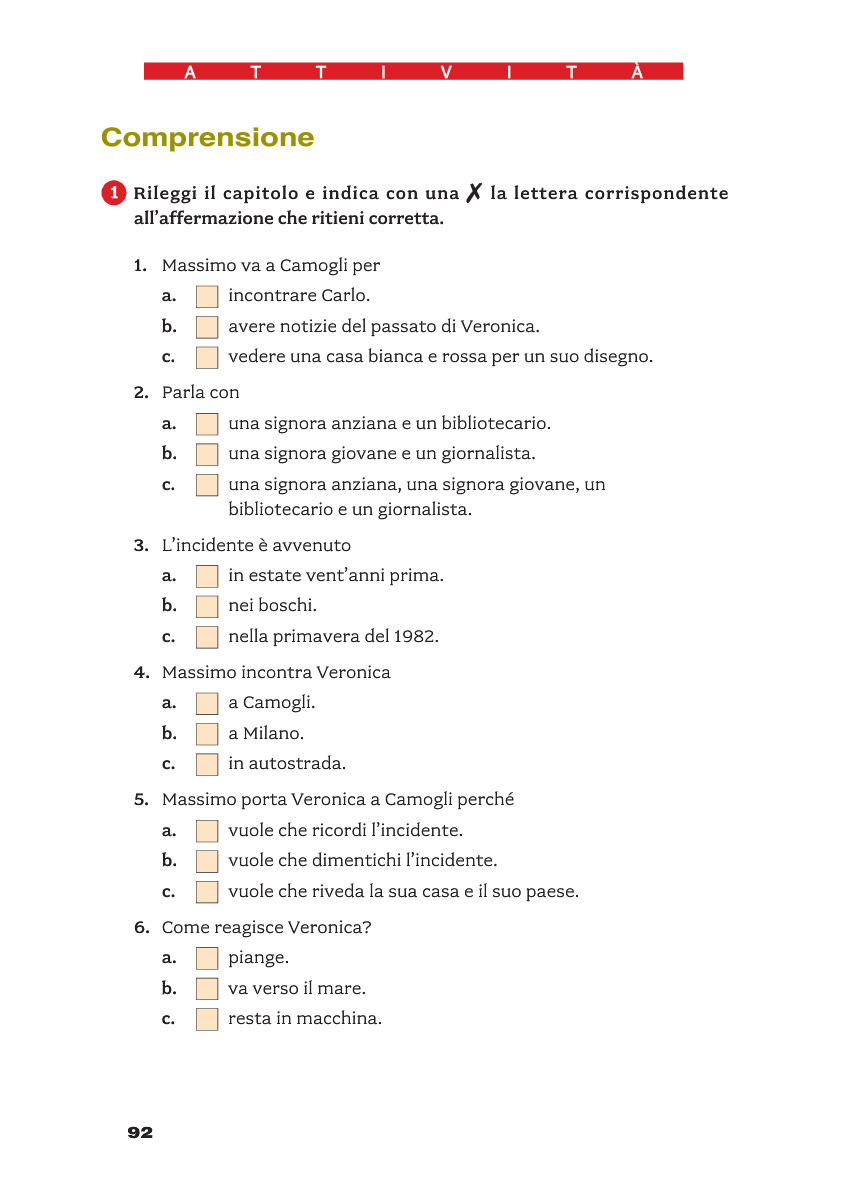 A T T I V I T À
Comprensione
1 Rileggi il capitolo e indica con una ✗ la lettera corrispondente
all’affermazione che ritieni corretta.
1. Massimo va a Camogli per
a. incontrare Carlo.
b. avere notizie del passato di Veronica.
c. vedere una casa bianca e rossa per un suo disegno.
2. Parla con
a. una signora anziana e un bibliotecario.
b. una signora giovane e un giornalista.
c. una signora anziana, una signora giovane, un
bibliotecario e un giornalista.
3. L’incidente è avvenuto
a. in estate vent’anni prima.
b. nei boschi.
c. nella primavera del 1982.
4. Massimo incontra Veronica
a. a Camogli.
b. a Milano.
c. in autostrada.
5. Massimo porta Veronica a Camogli perché
a. vuole che ricordi l’incidente.
b. vuole che dimentichi l’incidente.
c. vuole che riveda la sua casa e il suo paese.
6. Come reagisce Veronica?
a. piange.
b. va verso il mare.
c. resta in macchina.
92